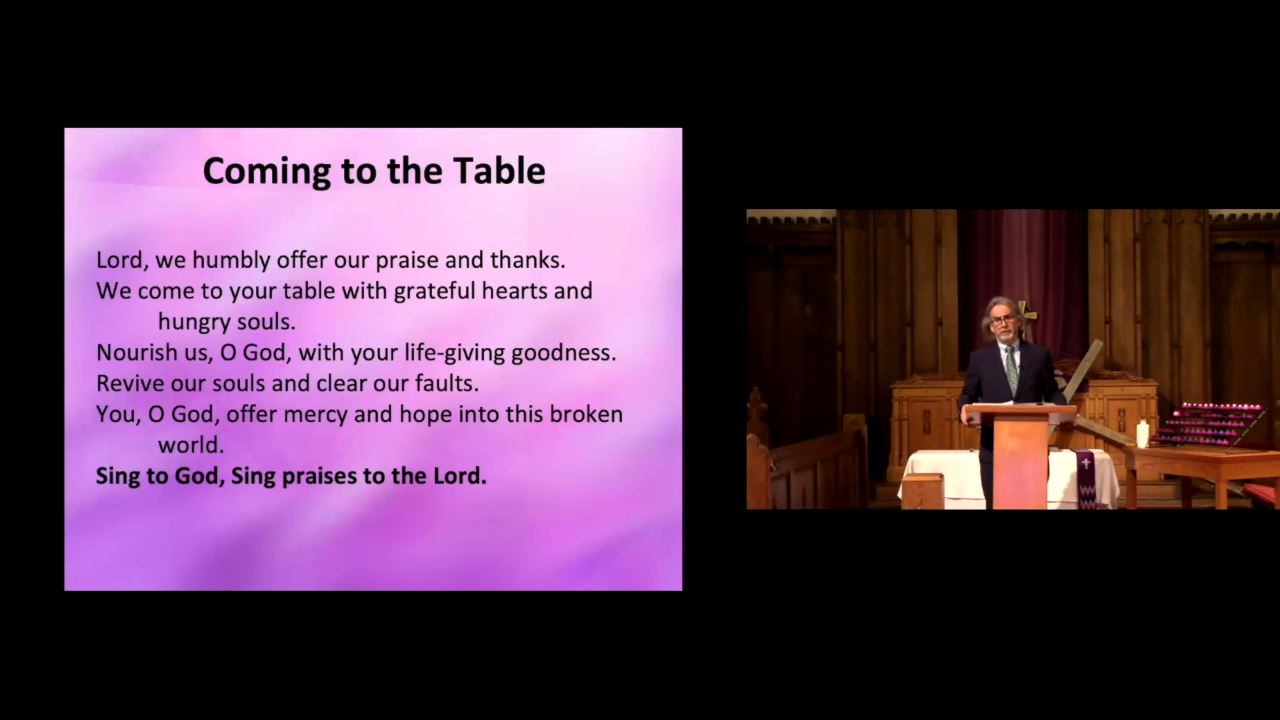 Coming to the Table
Lord, we humbly offer our praise and thanks.
We come to your table with grateful hearts and
hungry souls.
Nourish us, O God, with your life-giving goodness.
Revive our souls and clear our faults.
You, O God, offer mercy and hope into this broken
world.
Sing to God, Sing praises to the Lord.